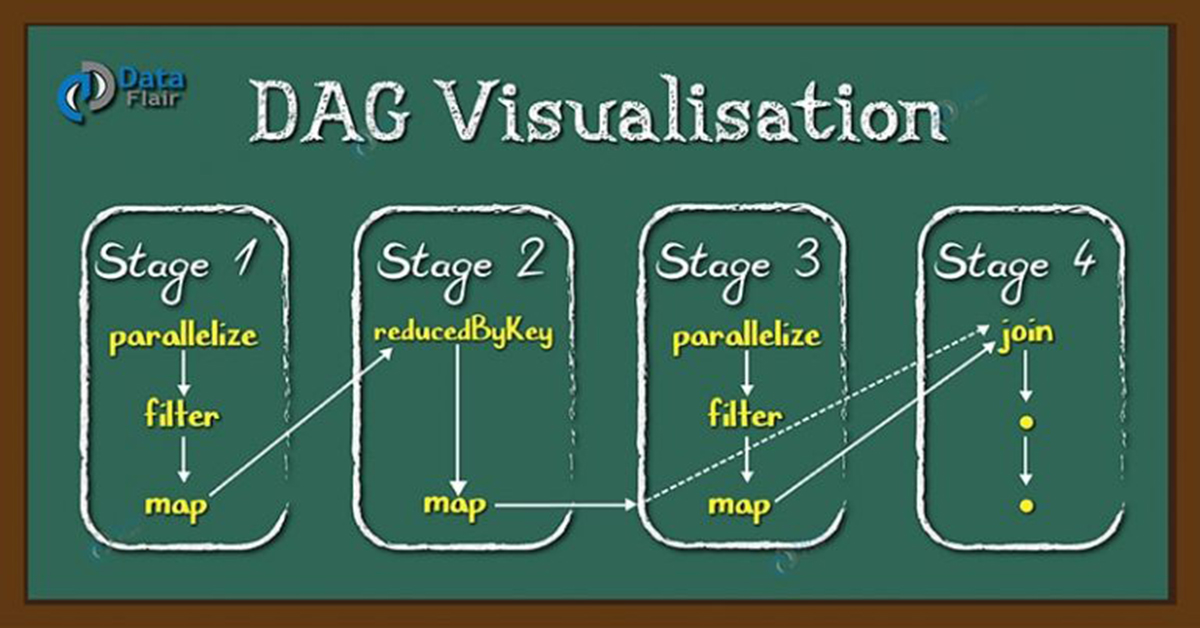 Data
Flair
DAG Visualisation
Stage 1
parallelize
filter
map
Stage 2
reducedByKey
map
Stage 3
parallelize
filter
map
Stage 4
join